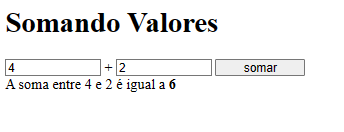 Somando Valores
4 + 2 somar
A soma entre 4 e 2 é igual a 6